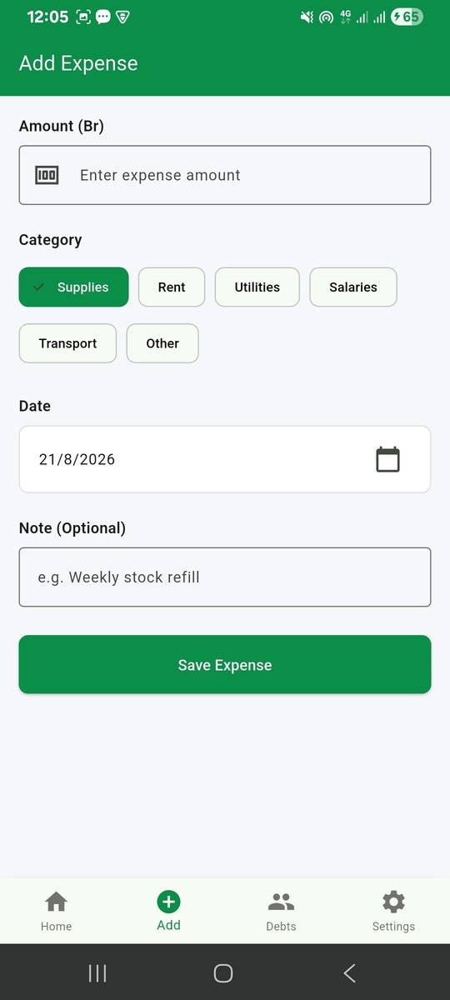 12:05 4G 65
Add Expense
Amount (Br)
100 Enter expense amount
Category
Supplies Rent Utilities Salaries
Transport Other
Date
21/8/2026
Note (Optional)
e.g. Weekly stock refill
Save Expense
Home Add Debts Settings